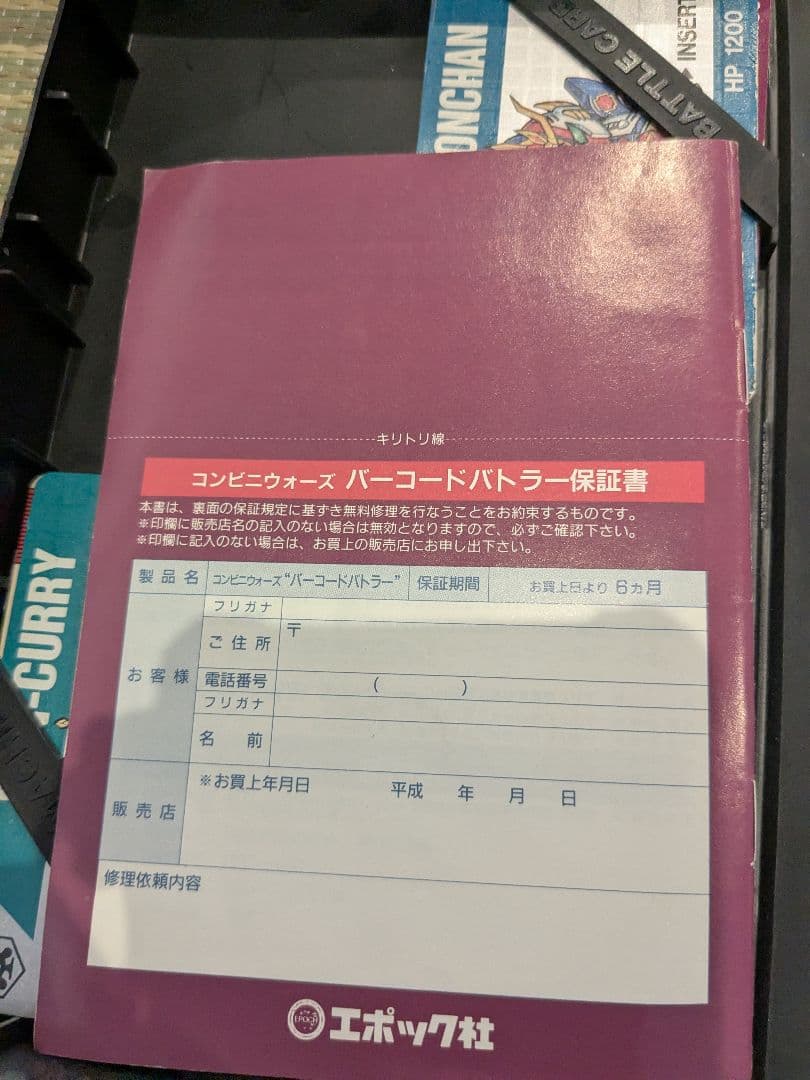 ONCHAN
INSERT
HP 1200
BATTLE CARD
キリトリ線
コンビニウォーズ バーコードバトラー保証書
本書は、裏面の保証規定に基ずき無料修理を行なうことをお約束するものです。
※印欄に販売店名の記入のない場合は無効となりますので、必ずご確認下さい。
※印欄に記入のない場合は、お買上の販売店にお申し出下さい。
製品名 コンビニウォーズ“バーコードバトラー” 保証期間 お買上日より 6ヵ月
お客様
フリガナ
ご住所 〒
電話番号 ( )
フリガナ
名前
販売店
※お買上年月日 平成 年 月 日
修理依頼内容
EPOCH エポック社
-CURRY